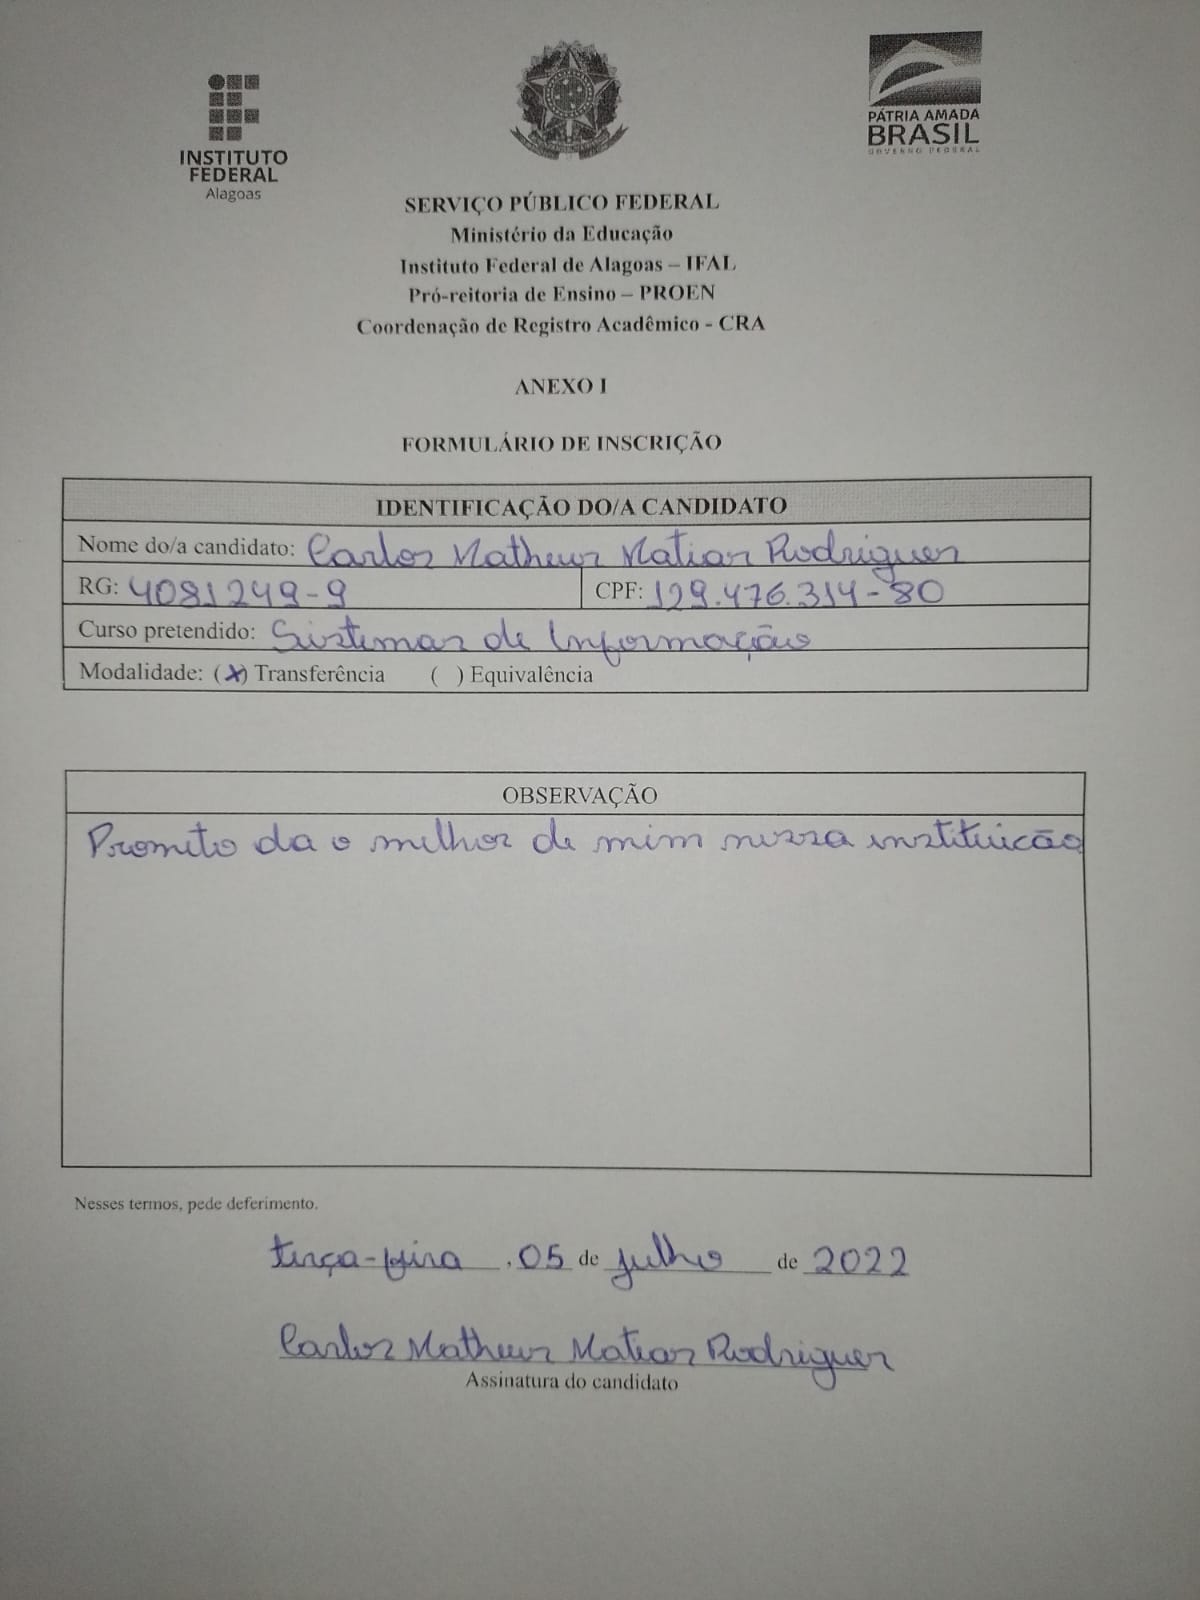 INSTITUTO
FEDERAL
Alagoas
PÁTRIA AMADA
BRASIL
GOVERNO FEDERAL
SERVIÇO PÚBLICO FEDERAL
Ministério da Educação
Instituto Federal de Alagoas – IFAL
Pró-reitoria de Ensino – PROEN
Coordenação de Registro Acadêmico - CRA
ANEXO I
FORMULÁRIO DE INSCRIÇÃO
IDENTIFICAÇÃO DO/A CANDIDATO
Nome do/a candidato: Carlos Matheus Matias Rodrigues
RG: 4081249-9 CPF: 129.476.314-80
Curso pretendido: Sistemas de Informação
Modalidade: (X) Transferência ( ) Equivalência
OBSERVAÇÃO
Prometo da o melhor de mim nessa instituicão
Nesses termos, pede deferimento.
terça-feira , 05 de julho de 2022
Carlos Matheus Matias Rodrigues
Assinatura do candidato